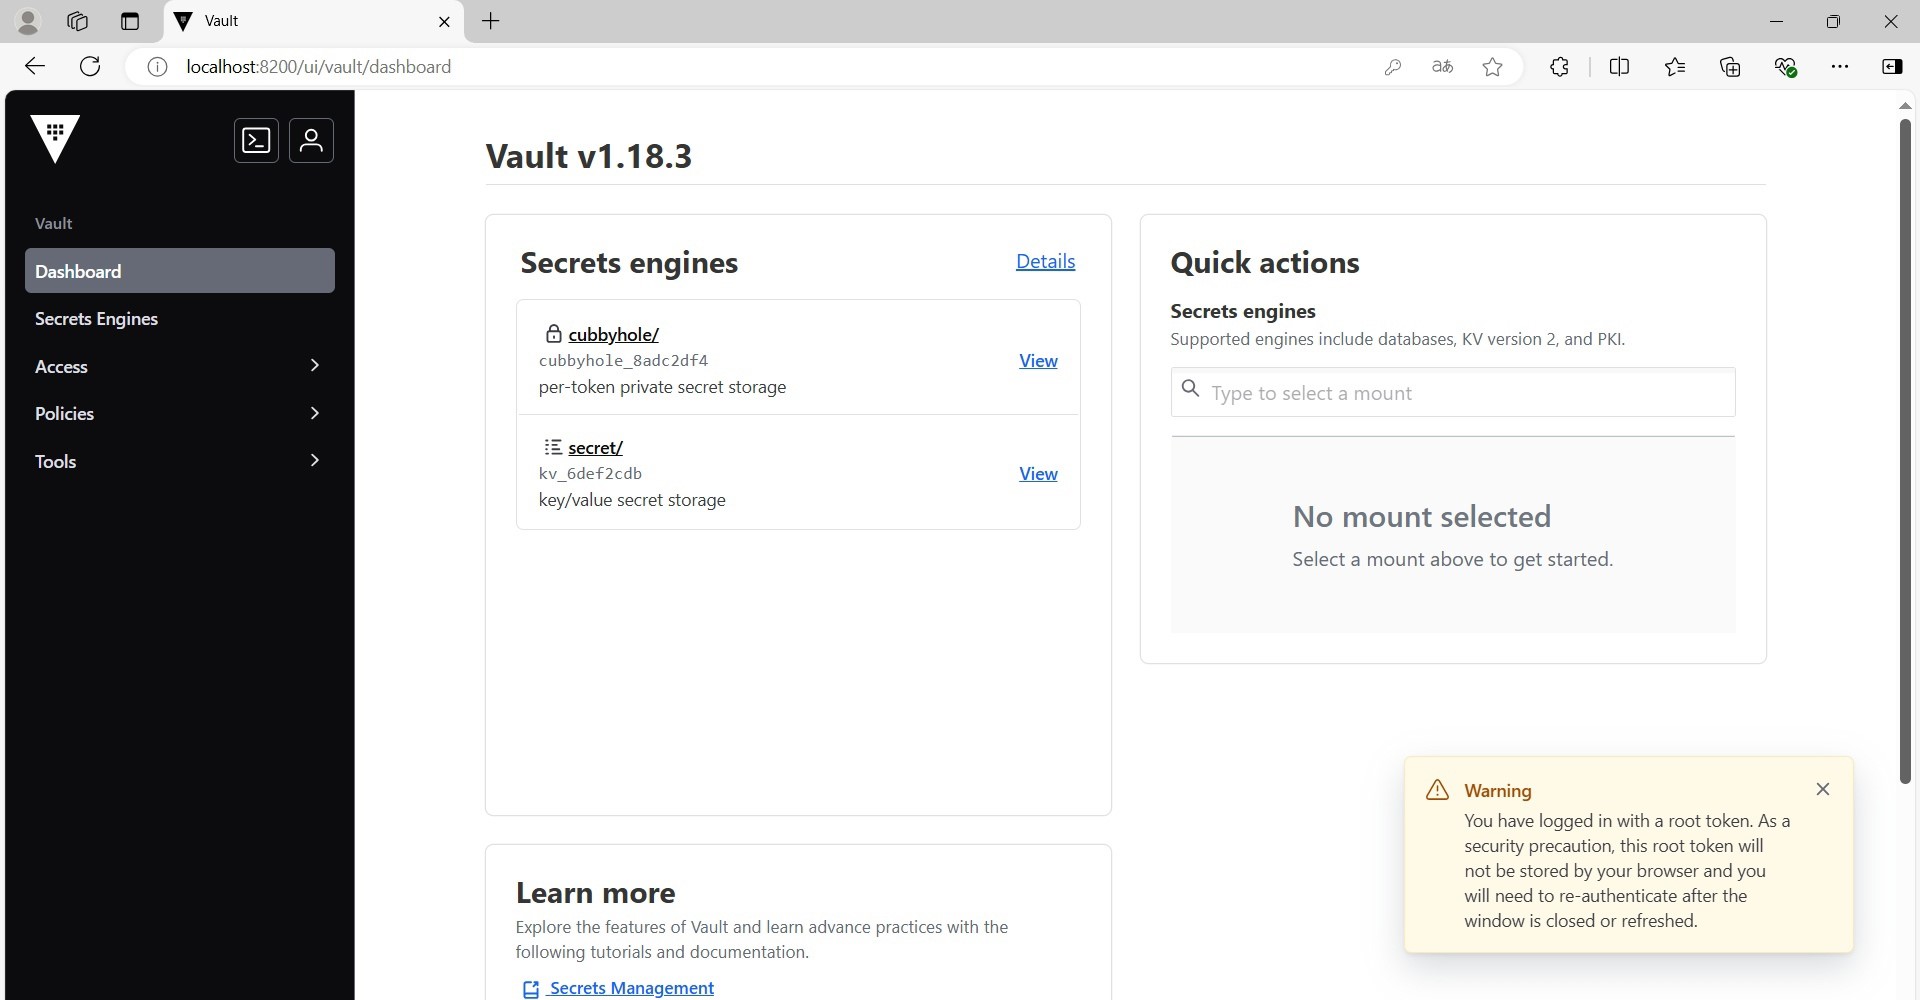 Vault
localhost:8200/ui/vault/dashboard
Vault
Dashboard
Secrets Engines
Access
Policies
Tools
Vault v1.18.3
Secrets engines
Details
cubbyhole/
cubbyhole_8adc2df4
per-token private secret storage
View
secret/
kv_6def2cdb
key/value secret storage
View
Quick actions
Secrets engines
Supported engines include databases, KV version 2, and PKI.
Type to select a mount
No mount selected
Select a mount above to get started.
Learn more
Explore the features of Vault and learn advance practices with the
following tutorials and documentation.
Secrets Management
Warning
You have logged in with a root token. As a
security precaution, this root token will
not be stored by your browser and you
will need to re-authenticate after the
window is closed or refreshed.